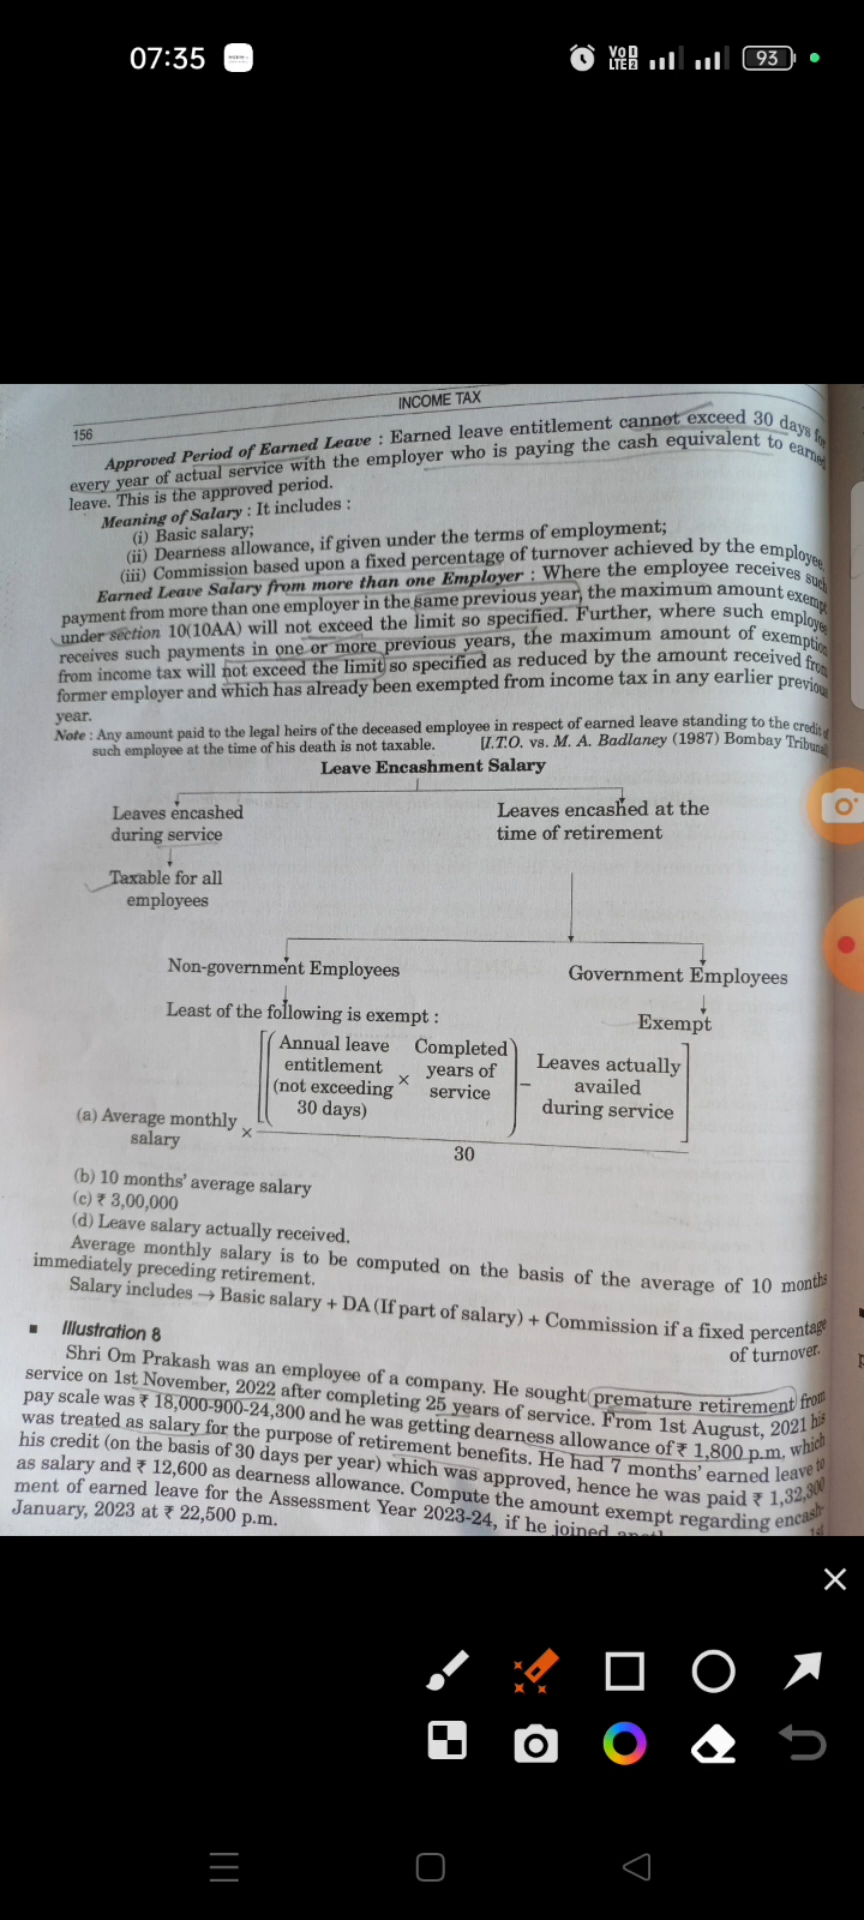 07:35
VoD
LTE2
93
INCOME TAX
156
Approved Period of Earned Leave : Earned leave entitlement cannot exceed 30 days for
every year of actual service with the employer who is paying the cash equivalent to earned
leave. This is the approved period.
Meaning of Salary : It includes :
(i) Basic salary;
(ii) Dearness allowance, if given under the terms of employment;
(iii) Commission based upon a fixed percentage of turnover achieved by the employee.
Earned Leave Salary from more than one Employer : Where the employee receives such
payment from more than one employer in the same previous year, the maximum amount exempt
under section 10(10AA) will not exceed the limit so specified. Further, where such employee
receives such payments in one or more previous years, the maximum amount of exemption
from income tax will not exceed the limit so specified as reduced by the amount received from
former employer and which has already been exempted from income tax in any earlier previous
year.
Note : Any amount paid to the legal heirs of the deceased employee in respect of earned leave standing to the credit of
such employee at the time of his death is not taxable. [I.T.O. vs. M. A. Badlaney (1987) Bombay Tribunal]
Leave Encashment Salary
Leaves encashed
during service
Leaves encashed at the
time of retirement
Taxable for all
employees
Non-government Employees
Government Employees
Least of the following is exempt :
Exempt
(a) Average monthly
salary
×
[(Annual leave
entitlement
(not exceeding
30 days)
×
Completed
years of
service)
–
Leaves actually
availed
during service]
30
(b) 10 months' average salary
(c) ₹ 3,00,000
(d) Leave salary actually received.
Average monthly salary is to be computed on the basis of the average of 10 months
immediately preceding retirement.
Salary includes → Basic salary + DA (If part of salary) + Commission if a fixed percentage
of turnover.
▪ Illustration 8
Shri Om Prakash was an employee of a company. He sought premature retirement from
service on 1st November, 2022 after completing 25 years of service. From 1st August, 2021 his
pay scale was ₹ 18,000-900-24,300 and he was getting dearness allowance of ₹ 1,800 p.m. which
was treated as salary for the purpose of retirement benefits. He had 7 months' earned leave to
his credit (on the basis of 30 days per year) which was approved, hence he was paid ₹ 1,32,300
as salary and ₹ 12,600 as dearness allowance. Compute the amount exempt regarding encash-
ment of earned leave for the Assessment Year 2023-24, if he joined 1st
January, 2023 at ₹ 22,500 p.m.